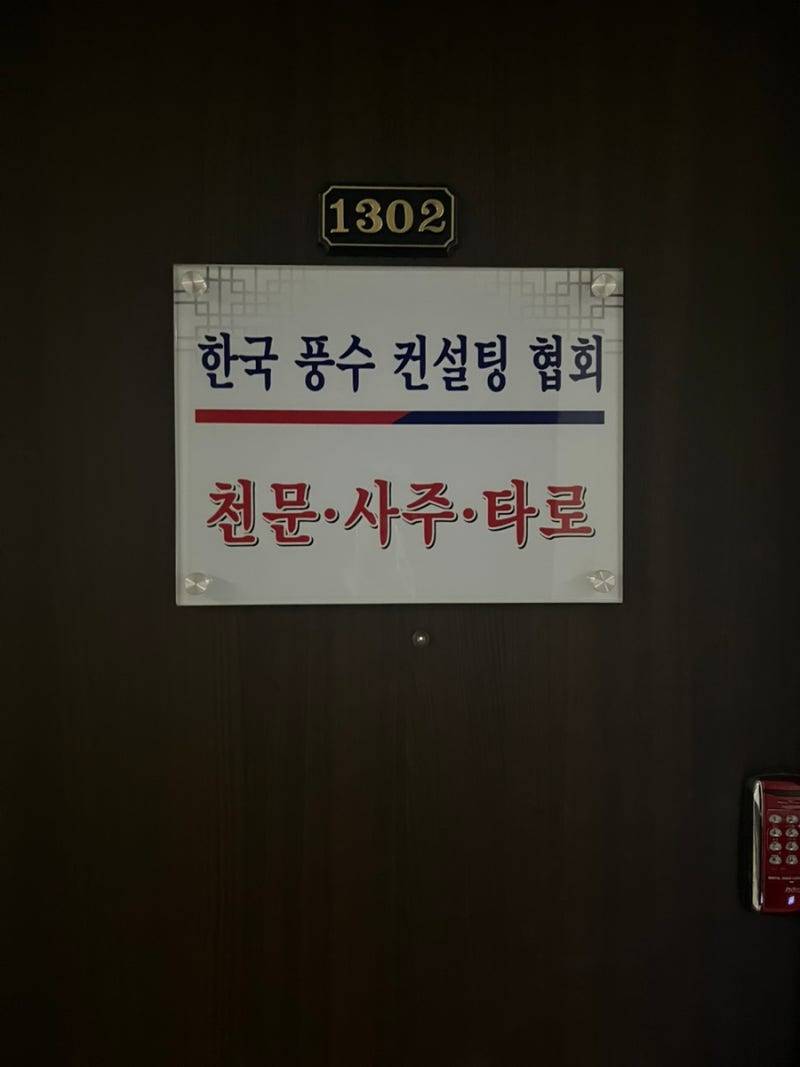 1302
한국 풍수 컨설팅 협회
천문·사주·타로